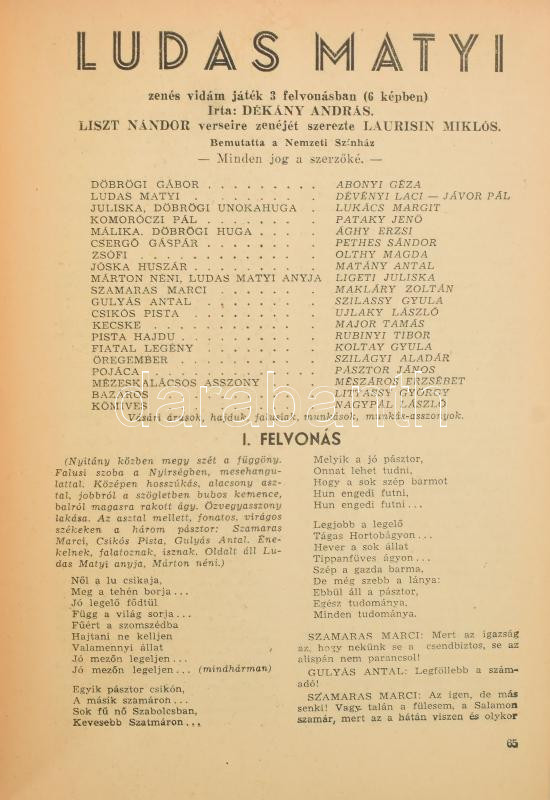 LUDAS MATYI
zenés vidám játék 3 felvonásban (6 képben)
Irta: DÉKÁNY ANDRÁS.
LISZT NÁNDOR verseire zenéjét szerezte LAURISIN MIKLÓS.
Bemutatta a Nemzeti Színház
— Minden jog a szerzőké. —
DÖBRÖGI GÁBOR . . . . . . . . . ABONYI GÉZA
LUDAS MATYI . . . . . . . . . . DÉVÉNYI LACI — JÁVOR PÁL
JULISKA, DÖBRÖGI UNOKAHUGA . LUKÁCS MARGIT
KOMORÓCZI PÁL . . . . . . . . . PATAKY JENŐ
MÁLIKA. DÖBRÖGI HUGA . . . . ÁGHY ERZSI
CSERGŐ GÁSPÁR . . . . . . . . . PETHES SÁNDOR
ZSÓFI . . . . . . . . . . . . . OLTHY MAGDA
JÓSKA HUSZÁR . . . . . . . . . MATÁNY ANTAL
MÁRTON NÉNI, LUDAS MATYI ANYJA LIGETI JULISKA
SZAMARAS MARCI . . . . . . . . MAKLÁRY ZOLTÁN
GULYÁS ANTAL . . . . . . . . . SZILASSY GYULA
CSIKÓS PISTA . . . . . . . . . . UJLAKY LÁSZLÓ
KECSKE . . . . . . . . . . . . MAJOR TAMÁS
PISTA HAJDU . . . . . . . . . . RUBINYI TIBOR
FIATAL LEGÉNY . . . . . . . . . KOLTAY GYULA
ÖREGEMBER . . . . . . . . . . . SZILÁGYI ALADÁR
POJÁCA . . . . . . . . . . . . PÁSZTOR JÁNOS
MÉZESKALÁCSOS ASSZONY . . . . MÉSZÁROS ERZSÉBET
BAZÁROS . . . . . . . . . . . . LITVASSY GYÖRGY
KŐMÍVES . . . . . . . . . . . . NAGYPÁL LÁSZLÓ
Vásári árusok, hajduk, falusiak, munkások, munkás-asszonyok.
darabanth
I. FELVONÁS
(Nyitány közben megy szét a függöny.
Falusi szoba a Nyirségben, mesehangu-
lattal. Középen hosszúkás, alacsony asz-
tal, jobbról a szögletben bubos kemence,
balról magasra rakott ágy. Özvegyasszony
lakása. Az asztal mellett, fonatos, virágos
székeken a három pásztor: Szamaras
Marci, Csikós Pista, Gulyás Antal. Éne-
kelnek, falatoznak, isznak. Oldalt áll Lu-
das Matyi anyja, Márton néni.)
Nől a lu csikaja,
Meg a tehén borja . . .
Jó legelő födtül
Függ a világ sorja . . .
Fűért a szomszédba
Hajtani ne kelljen
Valamennyi állat
Jó mezőn legeljen . . .
Jó mezőn legeljen . . . (mindhárman)
Egyik pásztor csikón,
A másik szamáron . . .
Sok fű nő Szabolcsban,
Kevesebb Szatmáron . . .
Melyik a jó pásztor,
Onnat lehet tudni,
Hogy a sok szép barmot
Hun engedi futni,
Hun engedi futni . . .
Legjobb a legelő
Tágas Hortobágyon . . .
Hever a sok állat
Tippanfüves ágyon . . .
Szép a gazda barma,
De még szebb a lánya:
Ebbül áll a pásztor,
Egész tudománya,
Minden tudománya.
SZAMARAS MARCI: Mert az igazság
az, hogy nekünk se a csendbiztos, se az
alispán nem parancsol!
GULYÁS ANTAL: Legföllebb a szám-
adó!
SZAMARAS MARCI: Az igen, de más
senki! Vagy talán a fülesem, a Salamon
szamár, mert az a hátán viszen és olykor
65